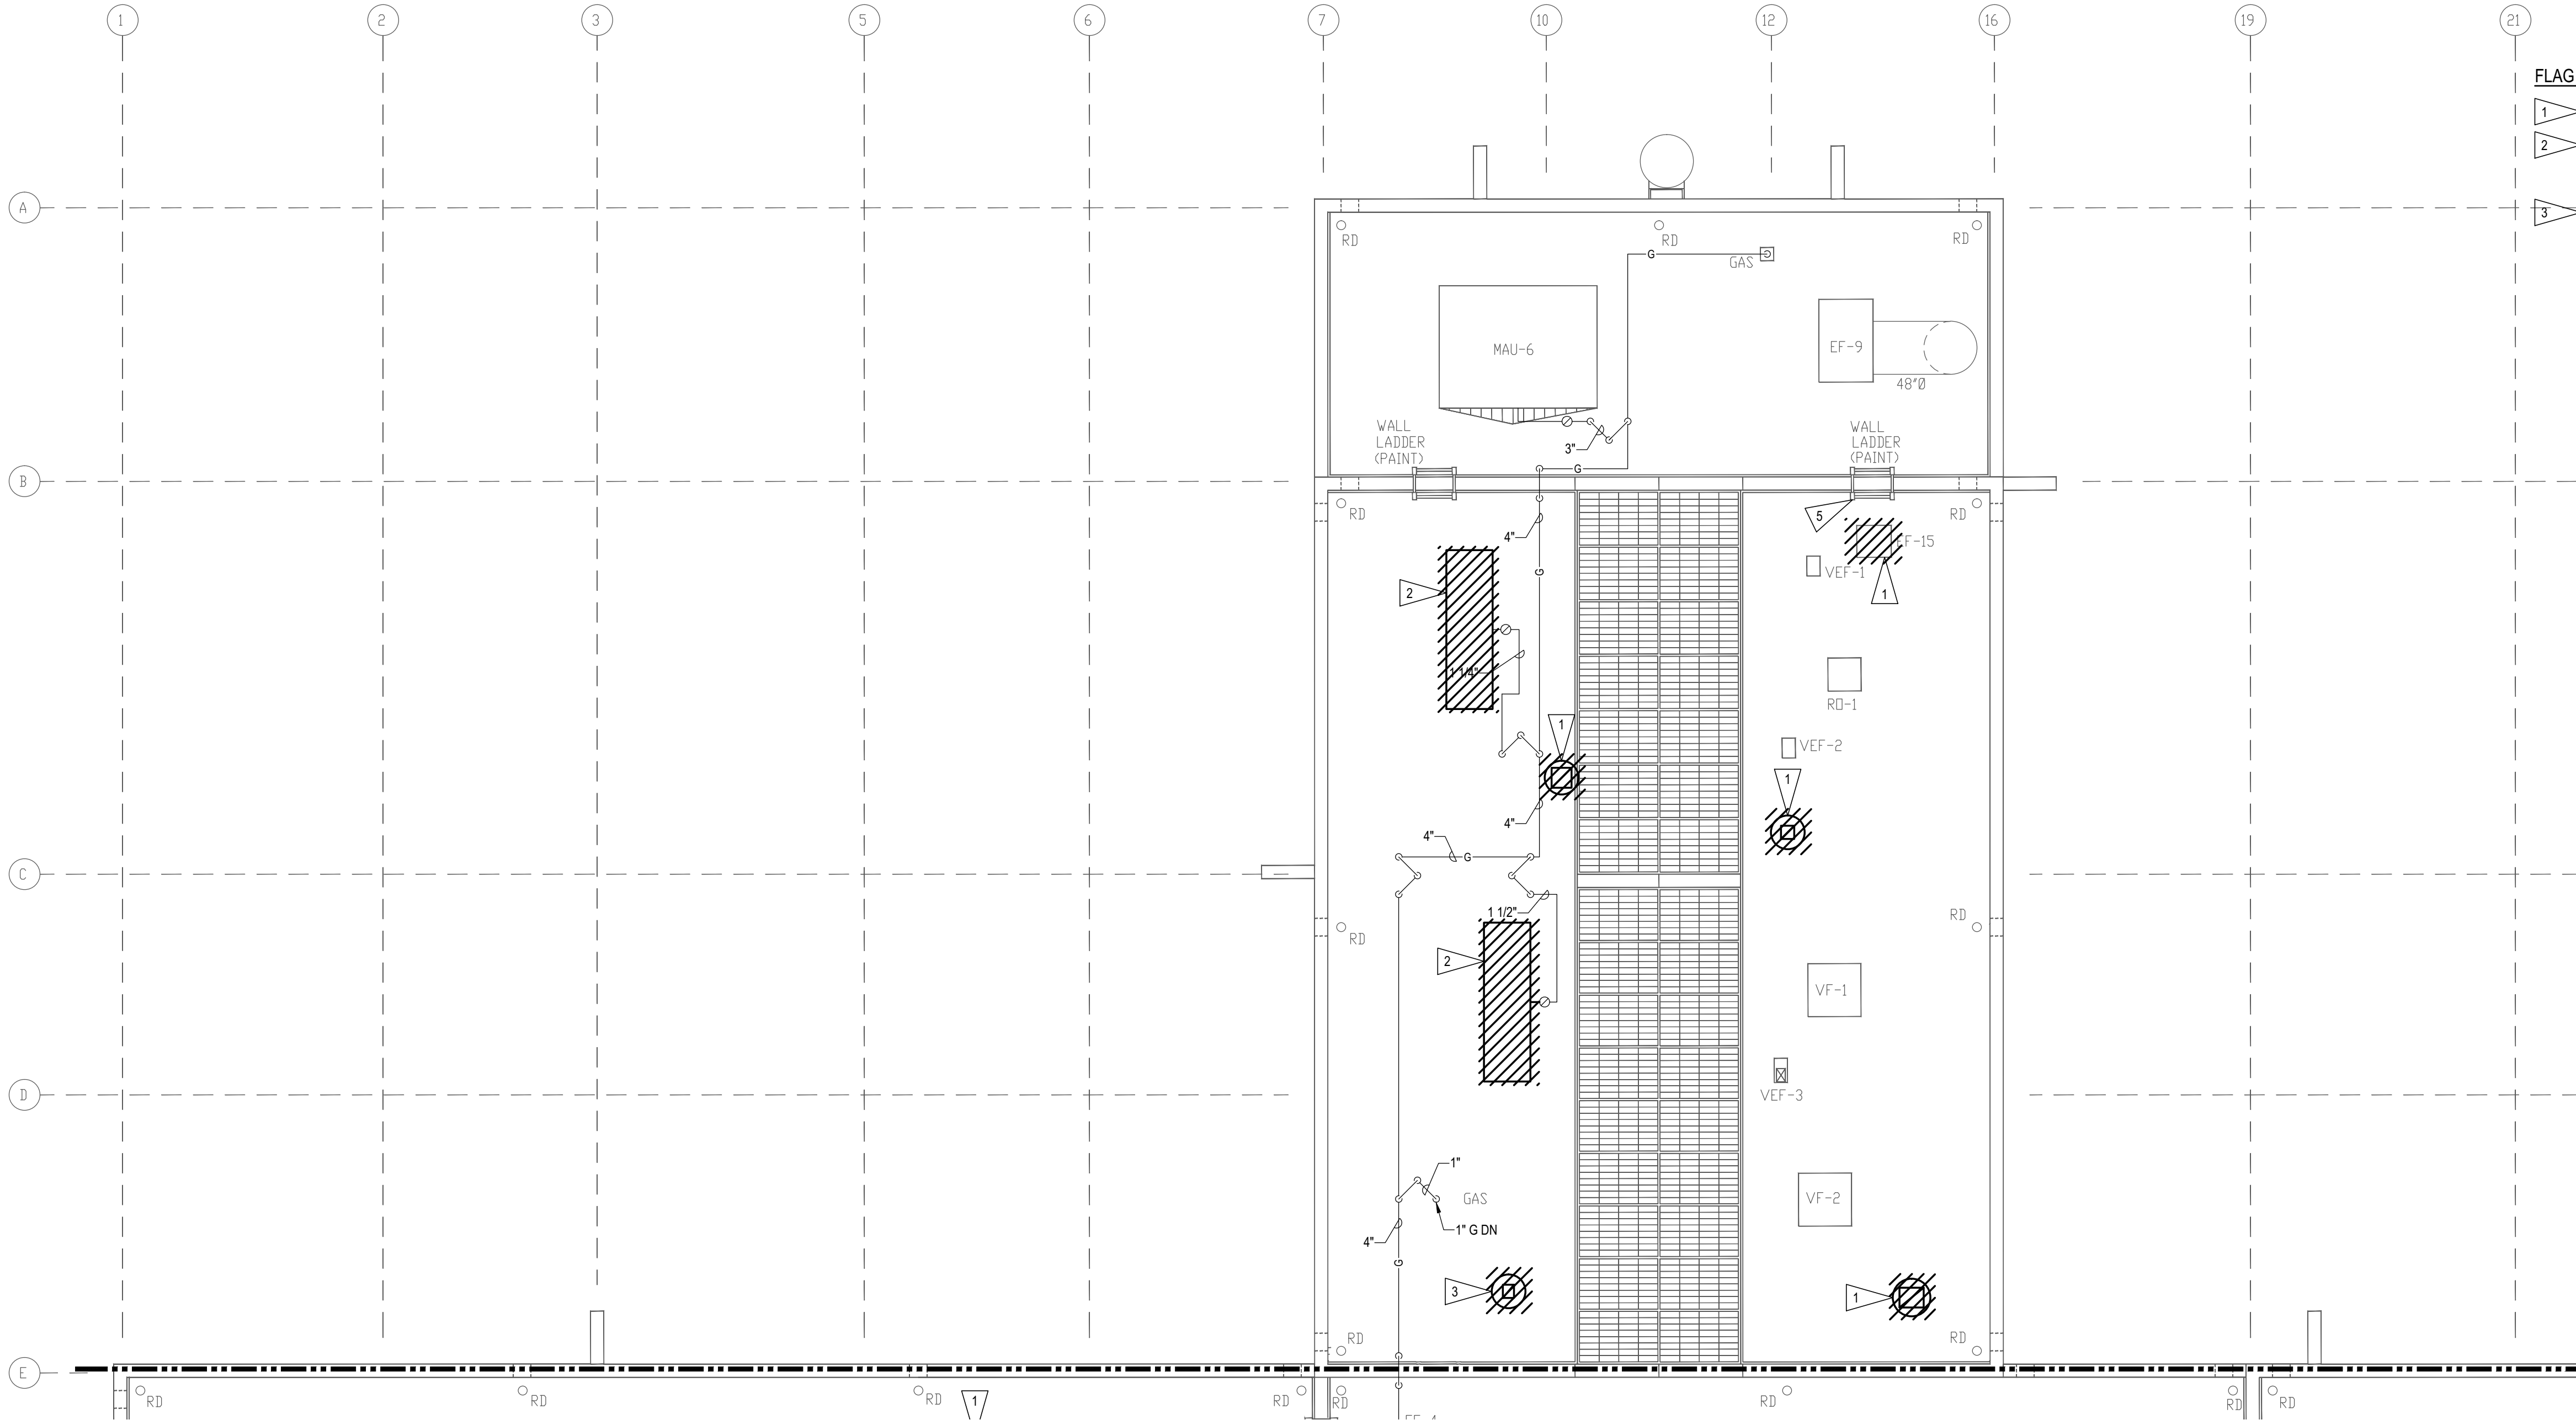 1
2
3
5
6
7
10
12
16
19
21
FLAG
1
2
3
A
RD
RD
RD
G
GAS
MAU-6
EF-9
48"Ø
WALL
LADDER
(PAINT)
3"
WALL
LADDER
(PAINT)
G
B
RD
RD
5
4"
EF-15
G
VEF-1
2
1
1 1/4"
RO-1
1
VEF-2
1
4"
4"
G
C
1 1/2"
RD
RD
2
VF-1
D
VEF-3
1"
GAS
VF-2
1" G DN
4"
G
3
1
RD
RD
E
RD
RD
RD
1
RD
RD
RD
RD
RD